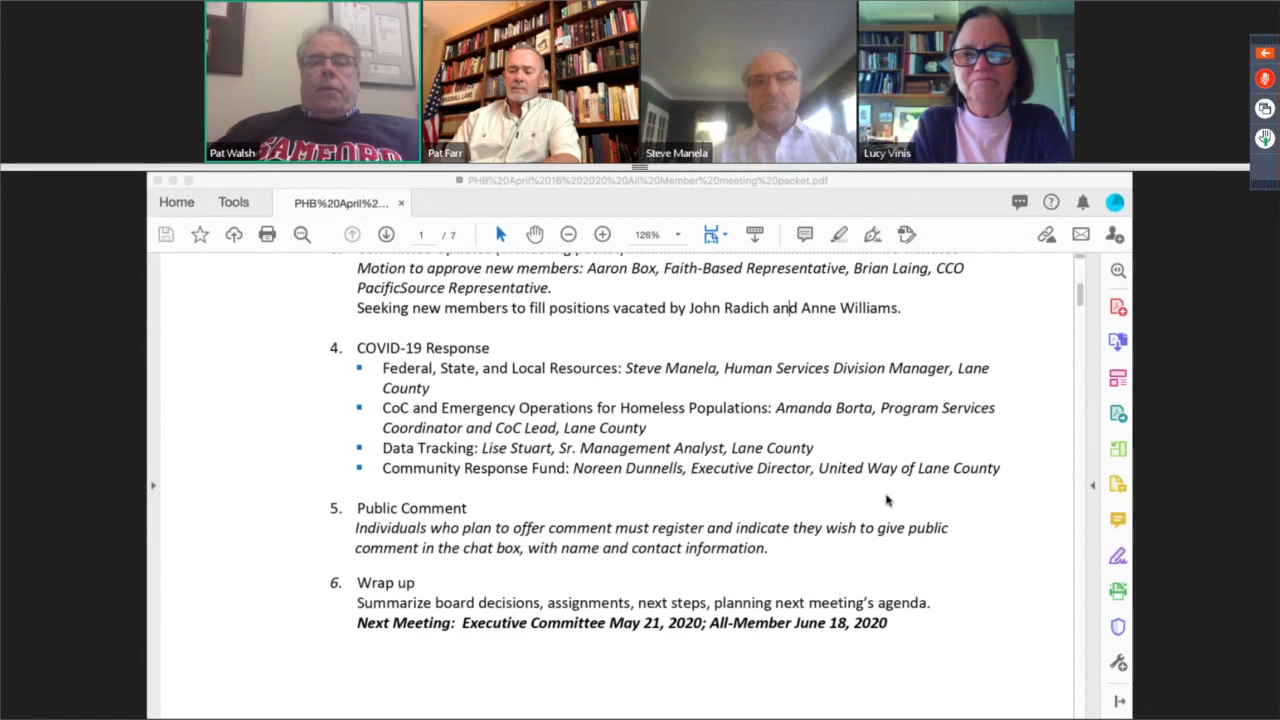 Pat Walsh
Pat Farr
Steve Manela
Lucy Vinis
PHB%20April%2016%202020%20All%20Member%20meeting%20packet.pdf
Home
Tools
PHB%20April%2...
1 / 7
126%
Motion to approve new members: Aaron Box, Faith-Based Representative, Brian Laing, CCO
PacificSource Representative.
Seeking new members to fill positions vacated by John Radich and Anne Williams.
4. COVID-19 Response
Federal, State, and Local Resources: Steve Manela, Human Services Division Manager, Lane
County
CoC and Emergency Operations for Homeless Populations: Amanda Borta, Program Services
Coordinator and CoC Lead, Lane County
Data Tracking: Lise Stuart, Sr. Management Analyst, Lane County
Community Response Fund: Noreen Dunnells, Executive Director, United Way of Lane County
5. Public Comment
Individuals who plan to offer comment must register and indicate they wish to give public
comment in the chat box, with name and contact information.
6. Wrap up
Summarize board decisions, assignments, next steps, planning next meeting's agenda.
Next Meeting: Executive Committee May 21, 2020; All-Member June 18, 2020